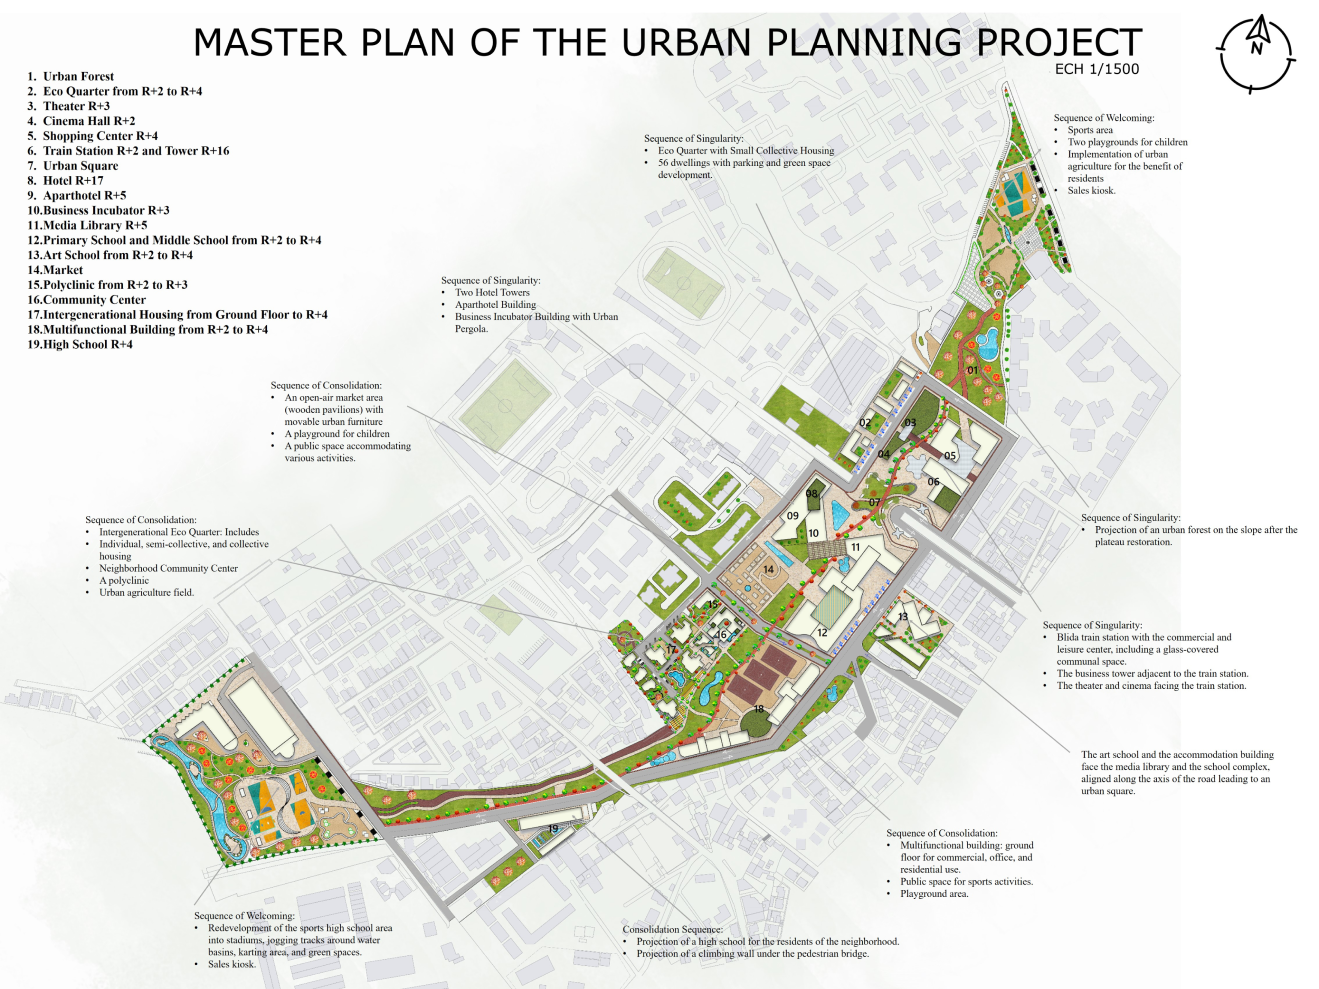 MASTER PLAN OF THE URBAN PLANNING PROJECT
ECH 1/1500
N
1. Urban Forest
2. Eco Quarter from R+2 to R+4
3. Theater R+3
4. Cinema Hall R+2
5. Shopping Center R+4
6. Train Station R+2 and Tower R+16
7. Urban Square
8. Hotel R+17
9. Aparthotel R+5
10.Business Incubator R+3
11.Media Library R+5
12.Primary School and Middle School from R+2 to R+4
13.Art School from R+2 to R+4
14.Market
15.Polyclinic from R+2 to R+3
16.Community Center
17.Intergenerational Housing from Ground Floor to R+4
18.Multifunctional Building from R+2 to R+4
19.High School R+4
Sequence of Welcoming:
• Sports area
• Two playgrounds for children
• Implementation of urban
agriculture for the benefit of
residents
• Sales kiosk.
Sequence of Singularity:
• Eco Quarter with Small Collective Housing
• 56 dwellings with parking and green space
development.
Sequence of Singularity:
• Two Hotel Towers
• Aparthotel Building
• Business Incubator Building with Urban
Pergola.
Sequence of Consolidation:
• An open-air market area
(wooden pavilions) with
movable urban furniture
• A playground for children
• A public space accommodating
various activities.
Sequence of Consolidation:
• Intergenerational Eco Quarter: Includes
• Individual, semi-collective, and collective
housing
• Neighborhood Community Center
• A polyclinic
• Urban agriculture field.
Sequence of Singularity:
• Projection of an urban forest on the slope after the
plateau restoration.
Sequence of Singularity:
• Blida train station with the commercial and
leisure center, including a glass-covered
communal space.
• The business tower adjacent to the train station.
• The theater and cinema facing the train station.
The art school and the accommodation building
face the media library and the school complex,
aligned along the axis of the road leading to an
urban square.
Sequence of Consolidation:
• Multifunctional building: ground
floor for commercial, office, and
residential use.
• Public space for sports activities.
• Playground area.
Sequence of Welcoming:
• Redevelopment of the sports high school area
into stadiums, jogging tracks around water
basins, karting area, and green spaces.
• Sales kiosk.
Consolidation Sequence:
• Projection of a high school for the residents of the neighborhood.
• Projection of a climbing wall under the pedestrian bridge.
01
02
03
04
05
06
07
08
09
10
11
12
13
14
15
16
17
18
19